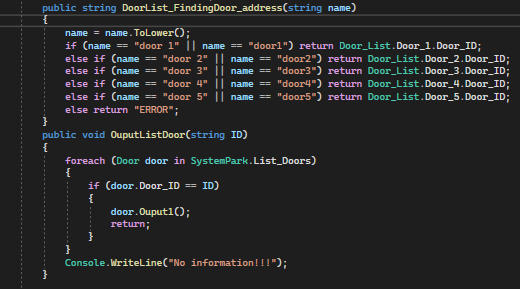 public string DoorList_FindingDoor_address(string name)
{
name = name.ToLower();
if (name == "door 1" || name == "door1") return Door_List.Door_1.Door_ID;
else if (name == "door 2" || name == "door2") return Door_List.Door_2.Door_ID;
else if (name == "door 3" || name == "door3") return Door_List.Door_3.Door_ID;
else if (name == "door 4" || name == "door4") return Door_List.Door_4.Door_ID;
else if (name == "door 5" || name == "door5") return Door_List.Door_5.Door_ID;
else return "ERROR";
}
public void OuputListDoor(string ID)
{
foreach (Door door in SystemPark.List_Doors)
{
if (door.Door_ID == ID)
{
door.Ouput1();
return;
}
}
Console.WriteLine("No information!!!");
}